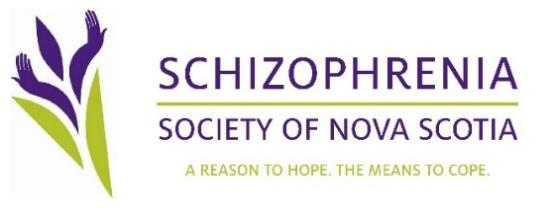 SCHIZOPHRENIA
SOCIETY OF NOVA SCOTIA
A REASON TO HOPE. THE MEANS TO COPE.